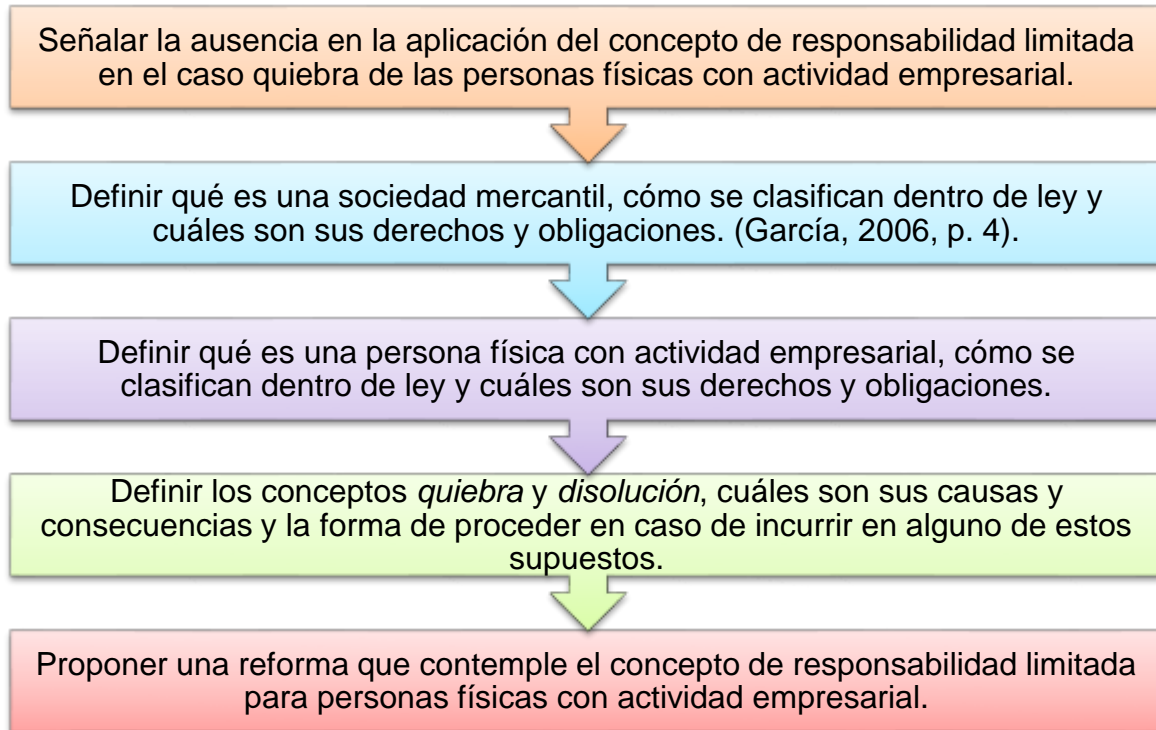 Señalar la ausencia en la aplicación del concepto de responsabilidad limitada
en el caso quiebra de las personas físicas con actividad empresarial.
Definir qué es una sociedad mercantil, cómo se clasifican dentro de ley y
cuáles son sus derechos y obligaciones. (García, 2006, p. 4).
Definir qué es una persona física con actividad empresarial, cómo se
clasifican dentro de ley y cuáles son sus derechos y obligaciones.
Definir los conceptos quiebra y disolución, cuáles son sus causas y
consecuencias y la forma de proceder en caso de incurrir en alguno de estos
supuestos.
Proponer una reforma que contemple el concepto de responsabilidad limitada
para personas físicas con actividad empresarial.